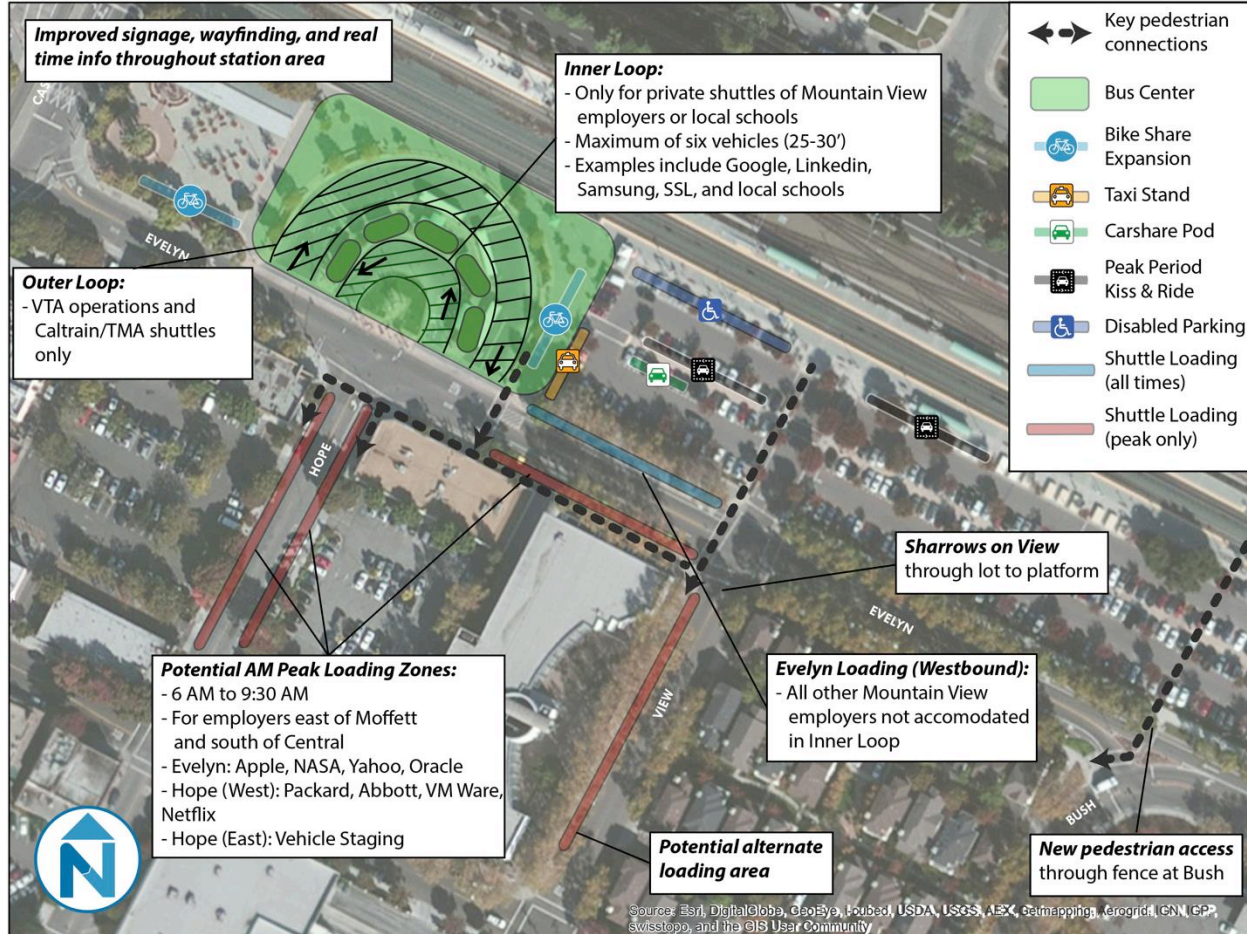 Improved signage, wayfinding, and real
time info throughout station area
Inner Loop:
- Only for private shuttles of Mountain View
employers or local schools
- Maximum of six vehicles (25-30')
- Examples include Google, Linkedin,
Samsung, SSL, and local schools
Key pedestrian
connections
Bus Center
Bike Share
Expansion
Taxi Stand
Carshare Pod
Peak Period
Kiss & Ride
Disabled Parking
Shuttle Loading
(all times)
Shuttle Loading
(peak only)
EVELYN
Outer Loop:
- VTA operations and
Caltrain/TMA shuttles
only
HOPE
Sharrows on View
through lot to platform
EVELYN
Potential AM Peak Loading Zones:
- 6 AM to 9:30 AM
- For employers east of Moffett
and south of Central
- Evelyn: Apple, NASA, Yahoo, Oracle
- Hope (West): Packard, Abbott, VM Ware,
Netflix
- Hope (East): Vehicle Staging
VIEW
Evelyn Loading (Westbound):
- All other Mountain View
employers not accomodated
in Inner Loop
BUSH
N
Potential alternate
loading area
New pedestrian access
through fence at Bush
Source: Esri, DigitalGlobe, GeoEye, i-cubed, USDA, USGS, AEX, Getmapping, Aerogrid, IGN, IGP,
swisstopo, and the GIS User Community